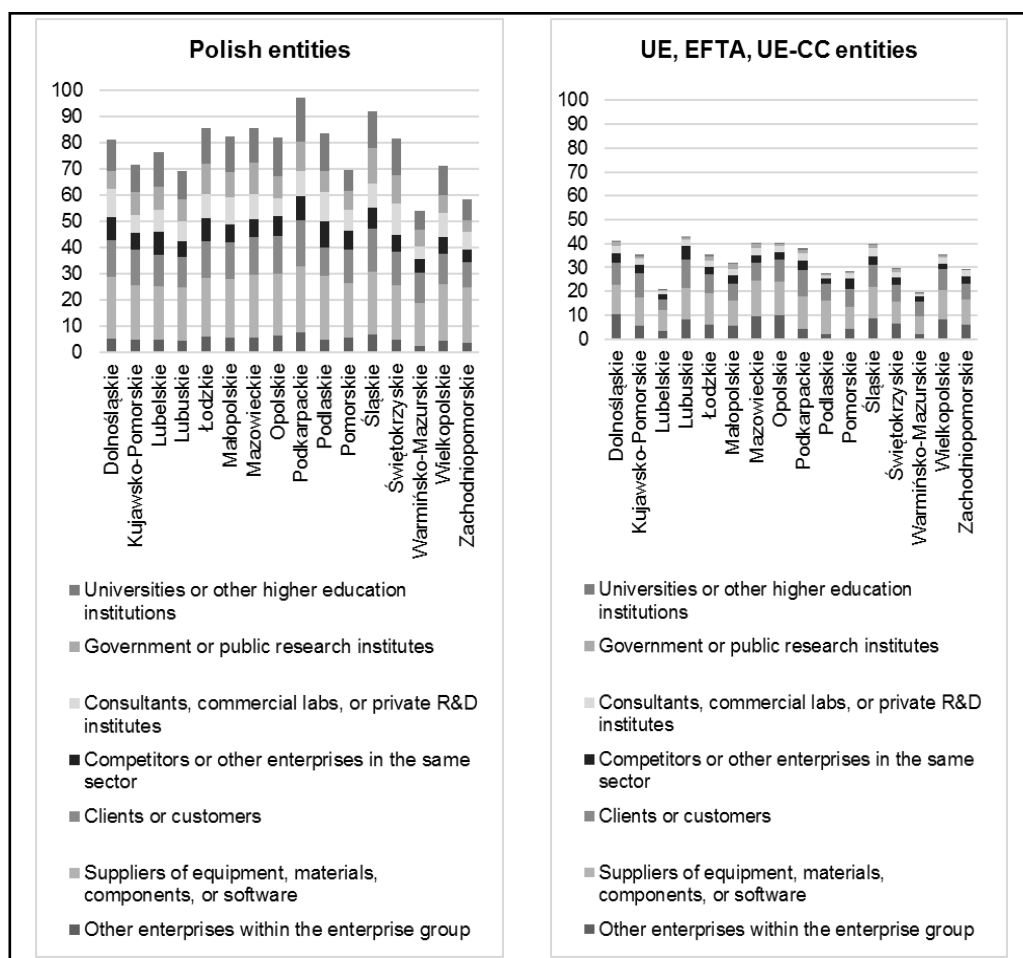 Polish entities
100
90
80
70
60
50
40
30
20
10
0
Dolnośląskie
Kujawsko-Pomorskie
Lubelskie
Lubuskie
Łodzkie
Małopolskie
Mazowieckie
Opolskie
Podkarpackie
Podlaskie
Pomorskie
Śląskie
Świętokrzyskie
Warmińsko-Mazurskie
Wielkopolskie
Zachodniopomorskie
Universities or other higher education
institutions
Government or public research institutes
Consultants, commercial labs, or private R&D
institutes
Competitors or other enterprises in the same
sector
Clients or customers
Suppliers of equipment, materials,
components, or software
Other enterprises within the enterprise group
UE, EFTA, UE-CC entities
100
90
80
70
60
50
40
30
20
10
0
Dolnośląskie
Kujawsko-Pomorskie
Lubelskie
Lubuskie
Łodzkie
Małopolskie
Mazowieckie
Opolskie
Podkarpackie
Podlaskie
Pomorskie
Śląskie
Świętokrzyskie
Warmińsko-Mazurskie
Wielkopolskie
Zachodniopomorskie
Universities or other higher education
institutions
Government or public research institutes
Consultants, commercial labs, or private R&D
institutes
Competitors or other enterprises in the same
sector
Clients or customers
Suppliers of equipment, materials,
components, or software
Other enterprises within the enterprise group